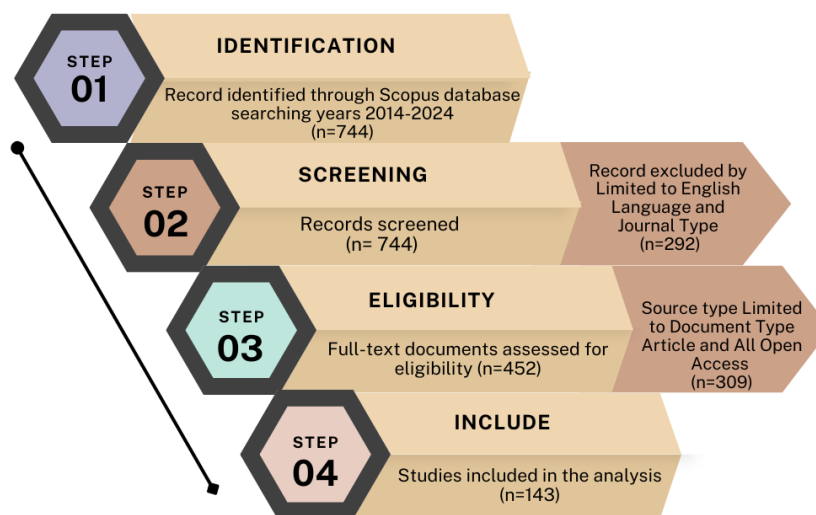 STEP
01
IDENTIFICATION
Record identified through Scopus database
searching years 2014-2024
(n=744)
STEP
02
SCREENING
Records screened
(n= 744)
Record excluded by
Limited to English
Language and
Journal Type
(n=292)
STEP
03
ELIGIBILITY
Full-text documents assessed for
eligibility (n=452)
Source type Limited
to Document Type
Article and All Open
Access
(n=309)
STEP
04
INCLUDE
Studies included in the analysis
(n=143)